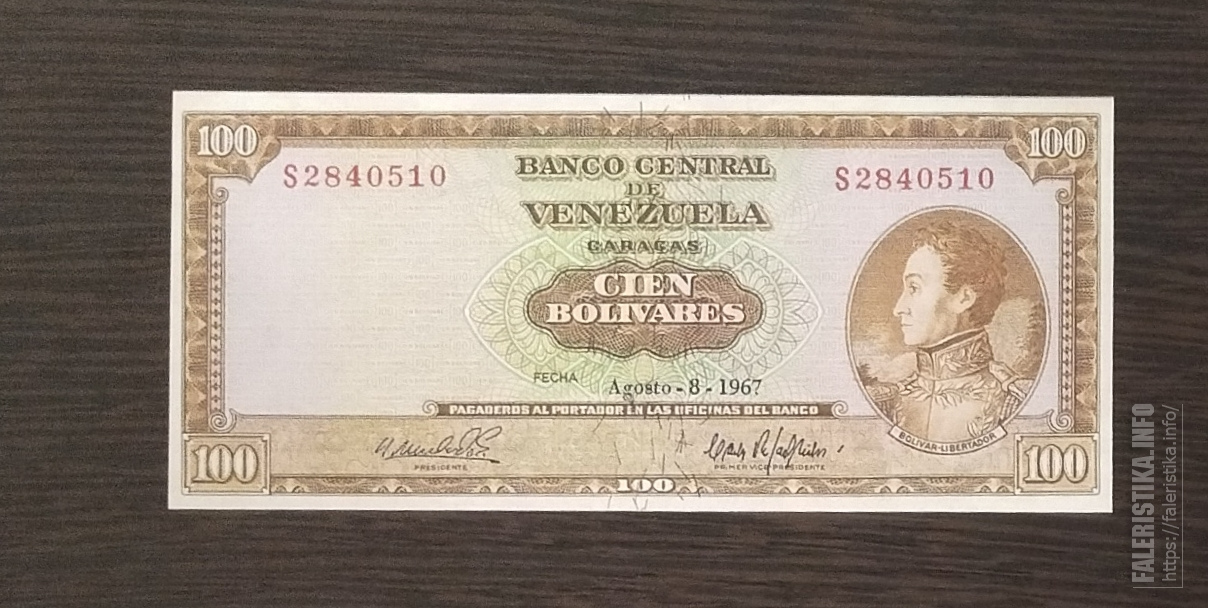 100
100
S2840510
S2840510
BANCO CENTRAL
DE
VENEZUELA
CARACAS
CIEN
BOLIVARES
FECHA
Agosto - 8 - 1967
PAGADEROS AL PORTADOR EN LAS OFICINAS DEL BANCO
BOLIVAR-LIBERTADOR
PRESIDENTE
PRIMER VICE-PRESIDENTE
100
100
100
FALERISTIKA.INFO
https://faleristika.info/